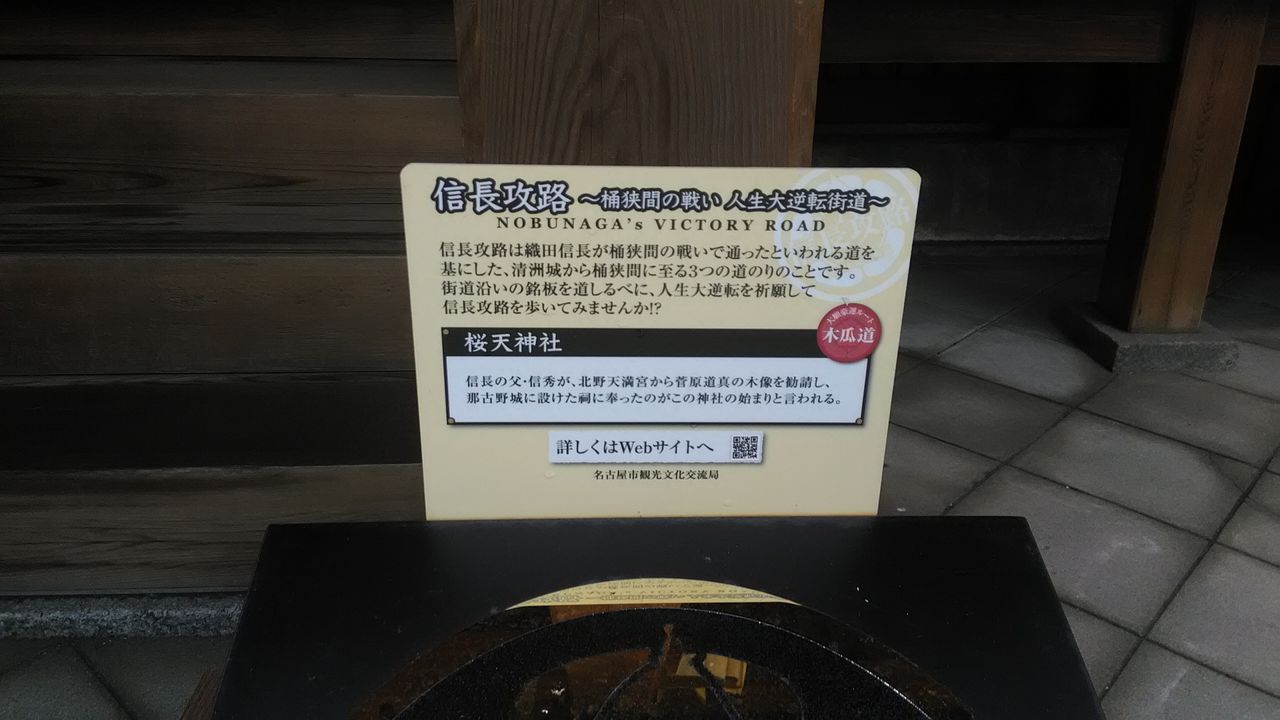 信長攻路 ～桶狭間の戦い 人生大逆転街道～
NOBUNAGA's VICTORY ROAD
信長攻路は織田信長が桶狭間の戦いで通ったといわれる道を
基にした、清洲城から桶狭間に至る3つの道のりのことです。
街道沿いの銘板を道しるべに、人生大逆転を祈願して
信長攻路を歩いてみませんか!?
大願豪運ルート
木瓜道
桜天神社
信長の父・信秀が、北野天満宮から菅原道真の木像を勧請し、
那古野城に設けた祠に奉ったのがこの神社の始まりと言われる。
詳しくはWebサイトへ
名古屋市観光文化交流局